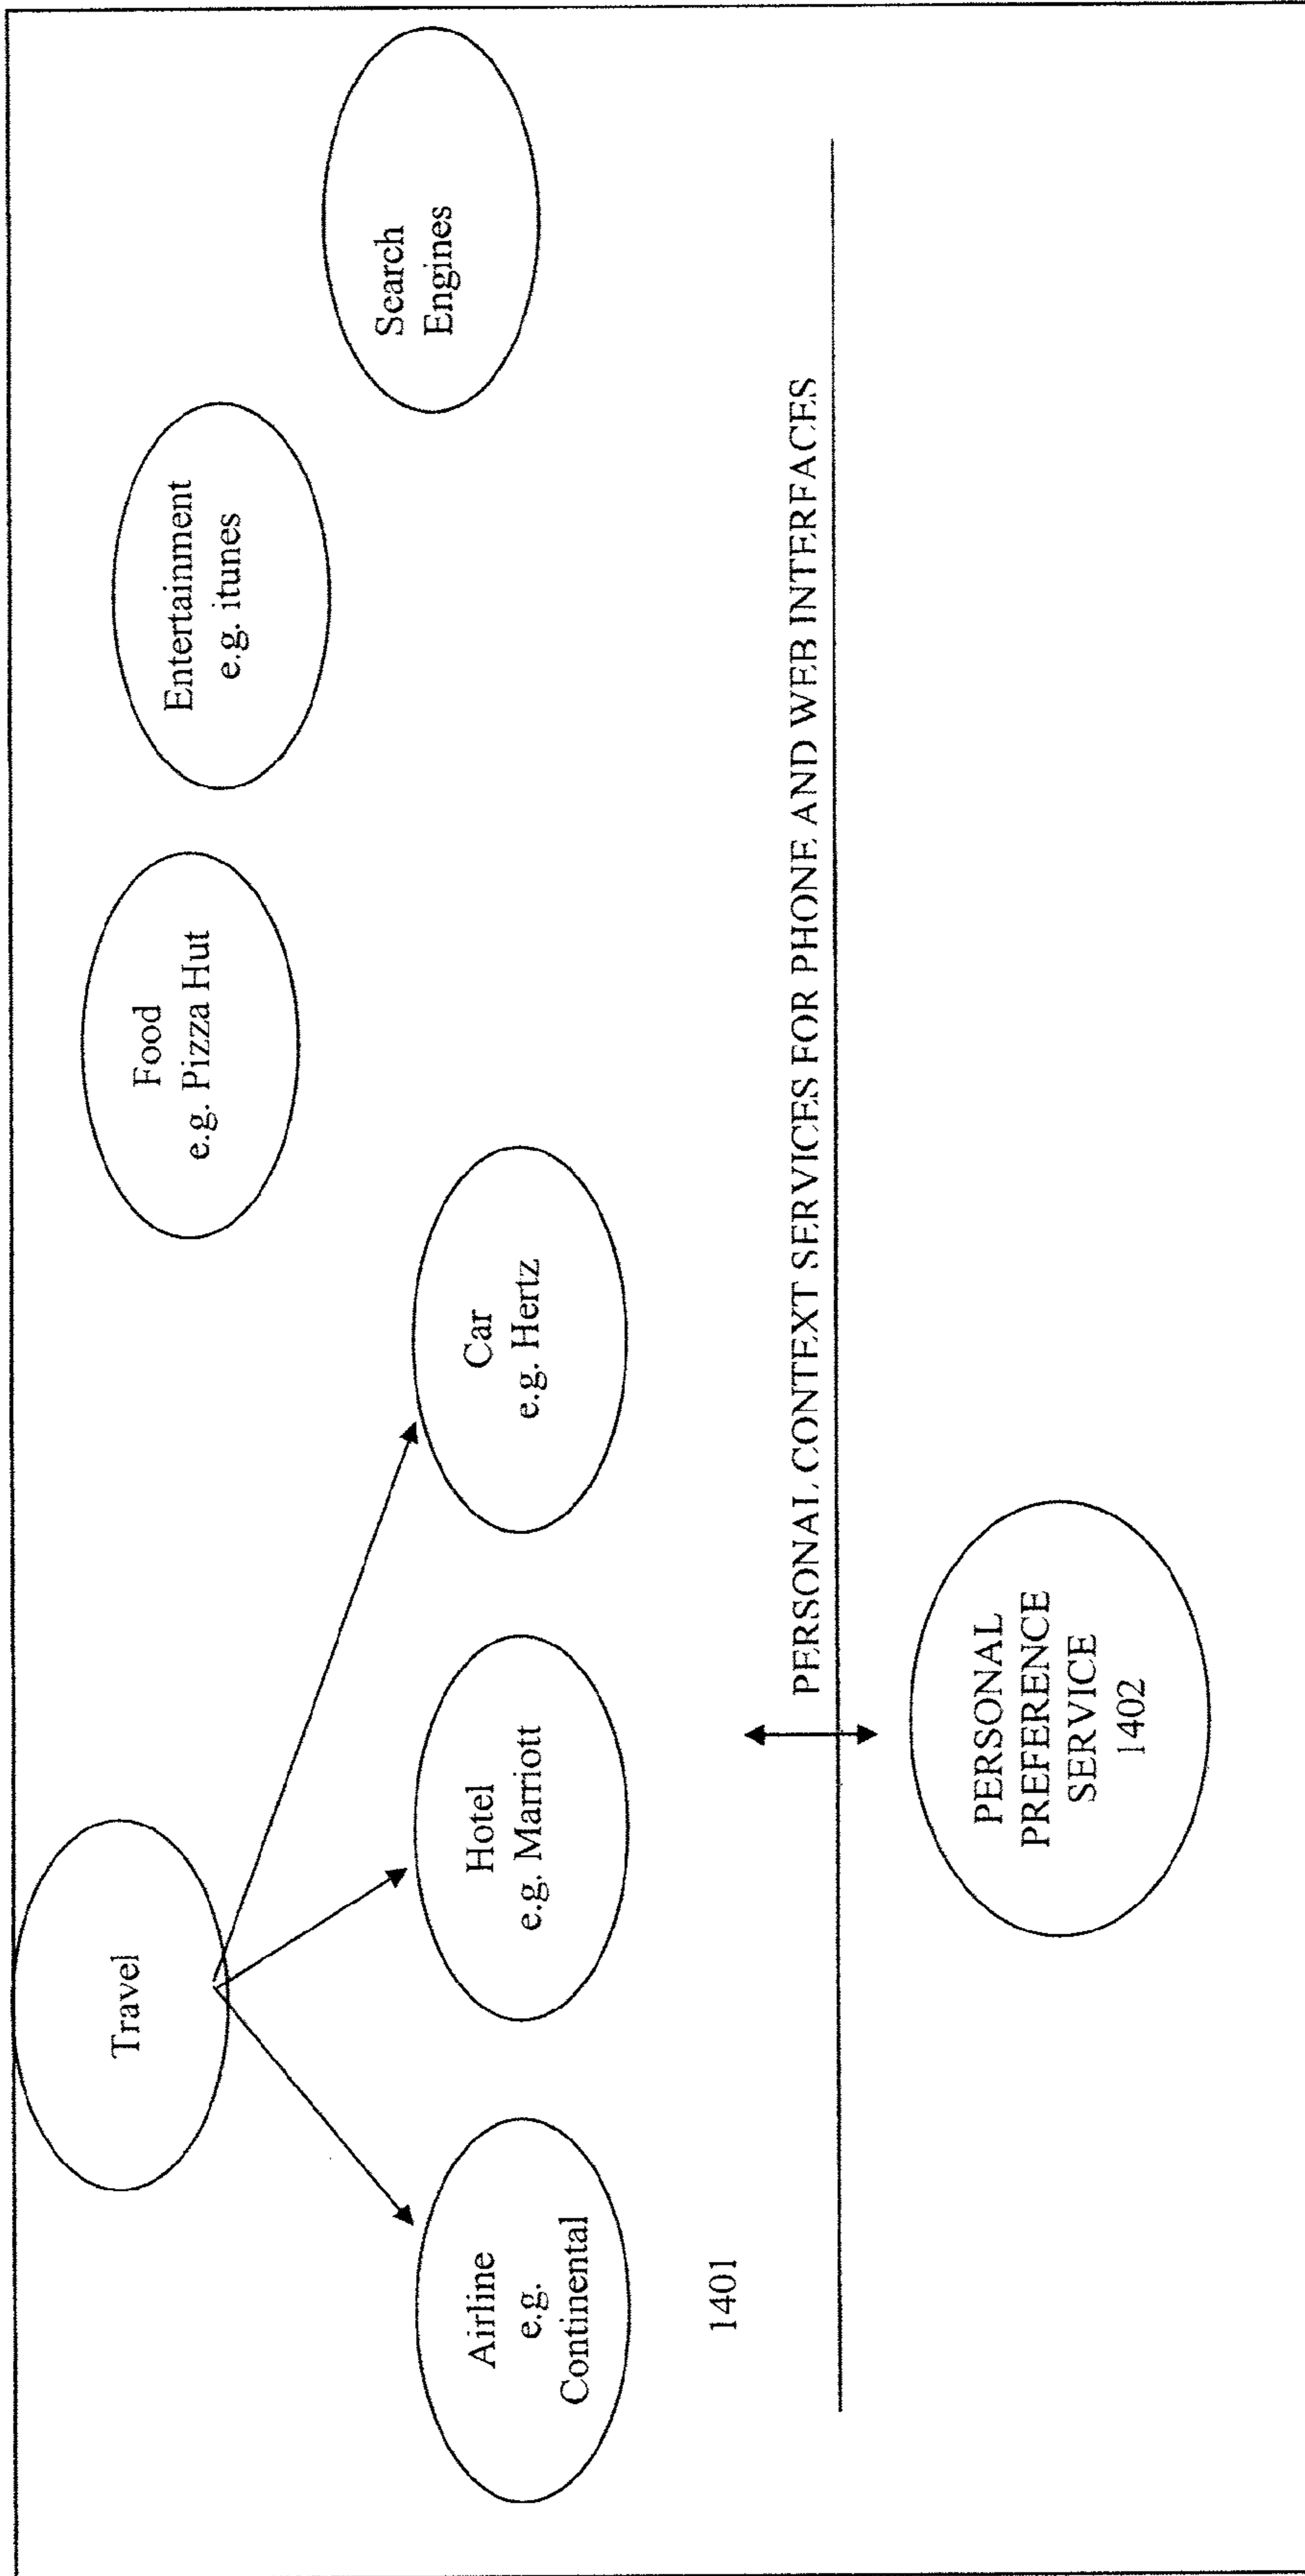 Travel
Food
e.g. Pizza Hut
Entertainment
e.g. itunes
Search
Engines
Airline
e.g.
Continental
Hotel
e.g. Marriott
Car
e.g. Hertz
1401
PERSONAL CONTEXT SERVICES FOR PHONE AND WEB INTERFACES
PERSONAL
PREFERENCE
SERVICE
1402